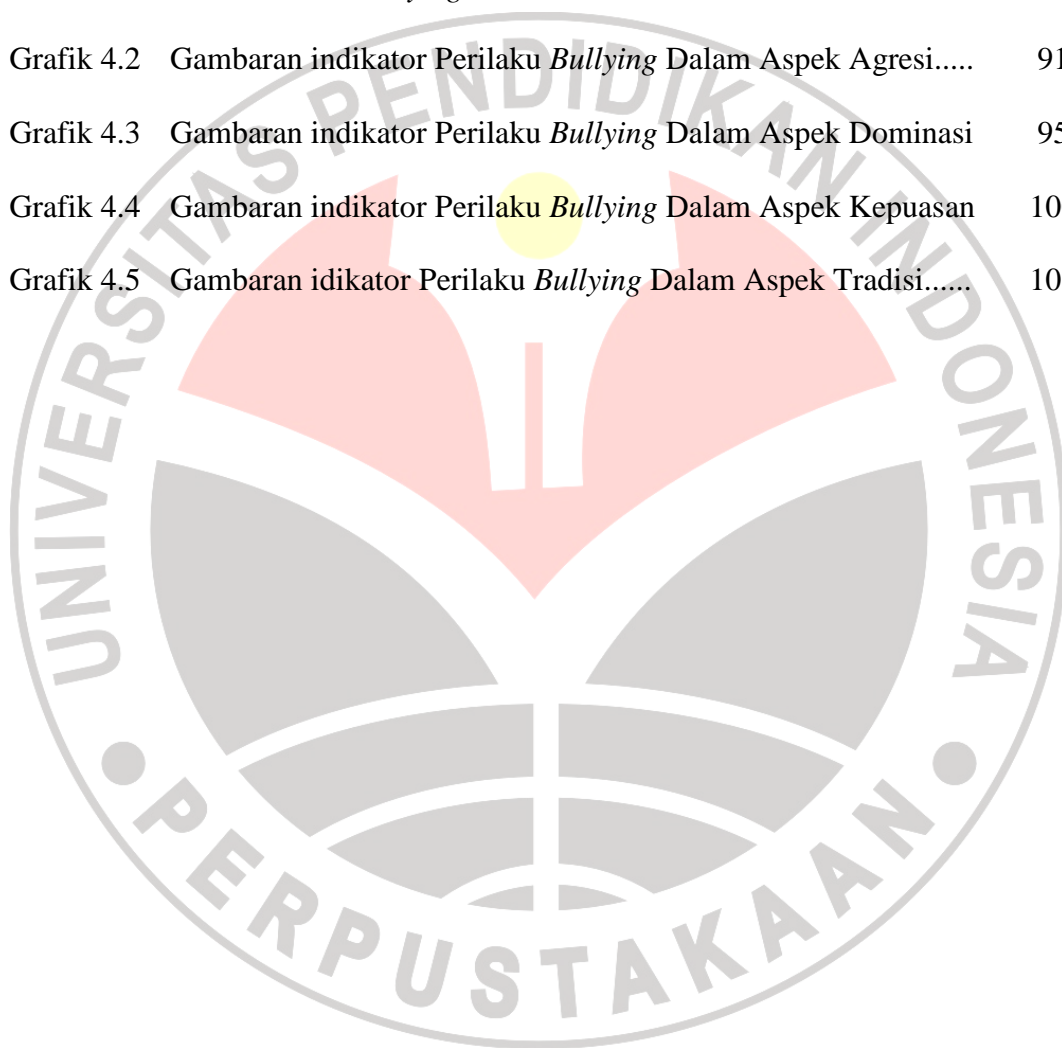 Grafik 4.2 Gambaran indikator Perilaku Bullying Dalam Aspek Agresi..... 91
Grafik 4.3 Gambaran indikator Perilaku Bullying Dalam Aspek Dominasi 95
Grafik 4.4 Gambaran indikator Perilaku Bullying Dalam Aspek Kepuasan 10
Grafik 4.5 Gambaran idikator Perilaku Bullying Dalam Aspek Tradisi...... 10
UNIVERSITAS PENDIDIKAN INDONESIA
PERPUSTAKAAN